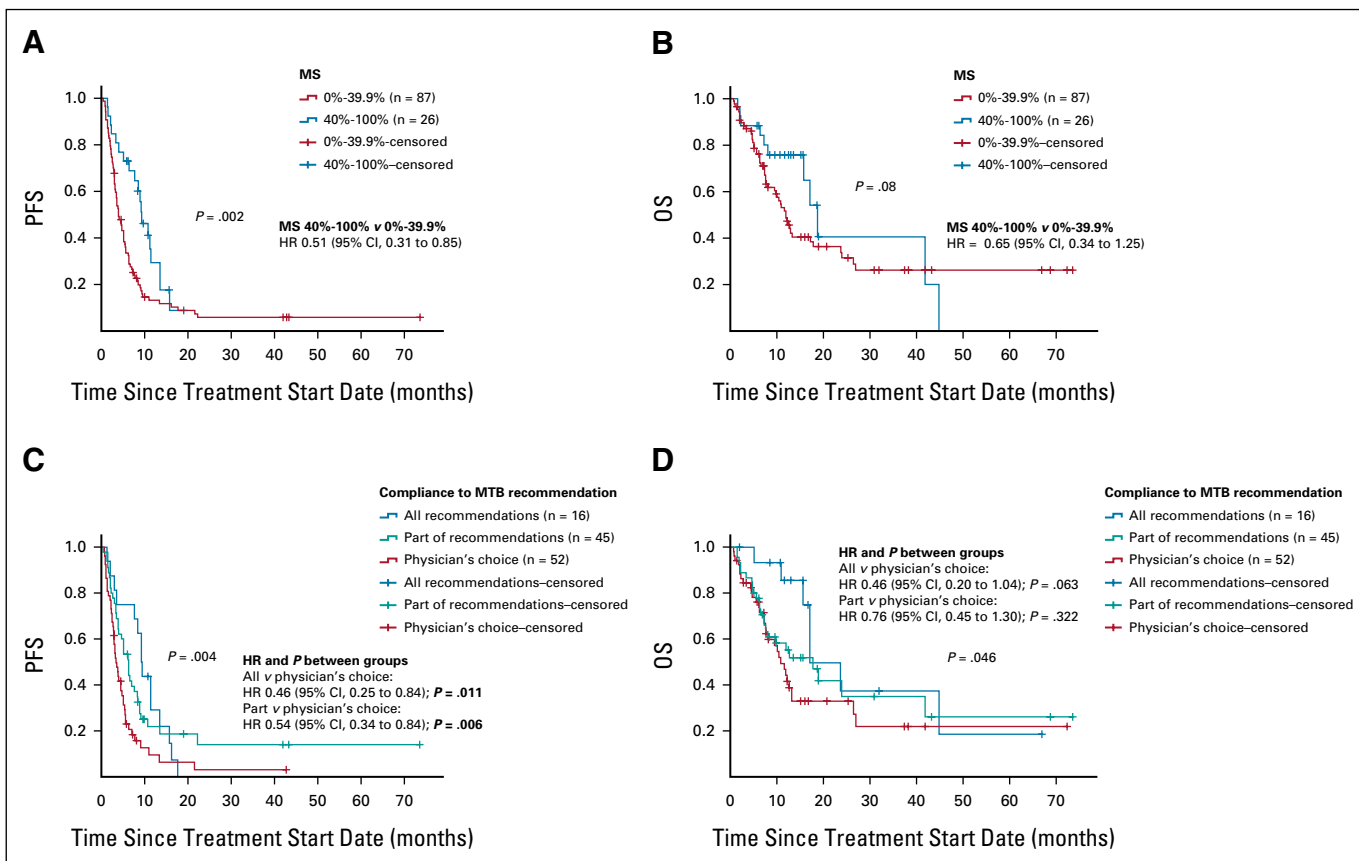 A
MS
0%-39.9% (n = 87)
40%-100% (n = 26)
0%-39.9%–censored
40%-100%–censored
1.0
0.8
0.6
0.4
0.2
PFS
P = .002
MS 40%-100% v 0%-39.9%
HR 0.51 (95% CI, 0.31 to 0.85)
0 10 20 30 40 50 60 70
Time Since Treatment Start Date (months)
B
MS
0%-39.9% (n = 87)
40%-100% (n = 26)
0%-39.9%–censored
40%-100%–censored
1.0
0.8
0.6
0.4
0.2
OS
P = .08
MS 40%-100% v 0%-39.9%
HR = 0.65 (95% CI, 0.34 to 1.25)
0 10 20 30 40 50 60 70
Time Since Treatment Start Date (months)
C
Compliance to MTB recommendation
All recommendations (n = 16)
Part of recommendations (n = 45)
Physician's choice (n = 52)
All recommendations–censored
Part of recommendations–censored
Physician's choice–censored
1.0
0.8
0.6
0.4
0.2
PFS
P = .004
HR and P between groups
All v physician's choice:
HR 0.46 (95% CI, 0.25 to 0.84); P = .011
Part v physician's choice:
HR 0.54 (95% CI, 0.34 to 0.84); P = .006
0 10 20 30 40 50 60 70
Time Since Treatment Start Date (months)
D
Compliance to MTB recommendation
All recommendations (n = 16)
Part of recommendations (n = 45)
Physician's choice (n = 52)
All recommendations–censored
Part of recommendations–censored
Physician's choice–censored
1.0
0.8
0.6
0.4
0.2
OS
HR and P between groups
All v physician's choice:
HR 0.46 (95% CI, 0.20 to 1.04); P = .063
Part v physician's choice:
HR 0.76 (95% CI, 0.45 to 1.30); P = .322
P = .046
0 10 20 30 40 50 60 70
Time Since Treatment Start Date (months)